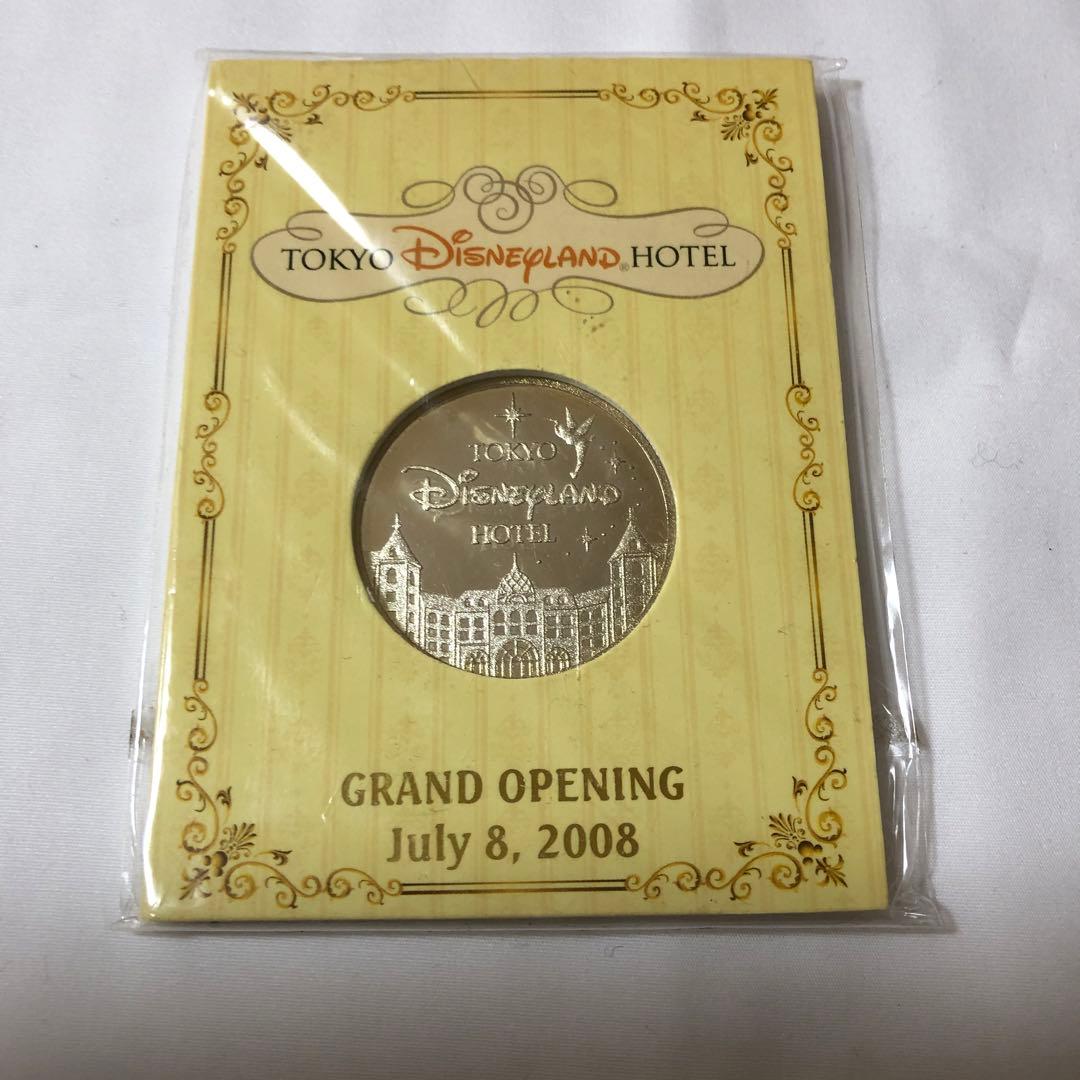 TOKYO DISNEYLAND® HOTEL
TOKYO
DISNEYLAND
HOTEL
GRAND OPENING
July 8, 2008